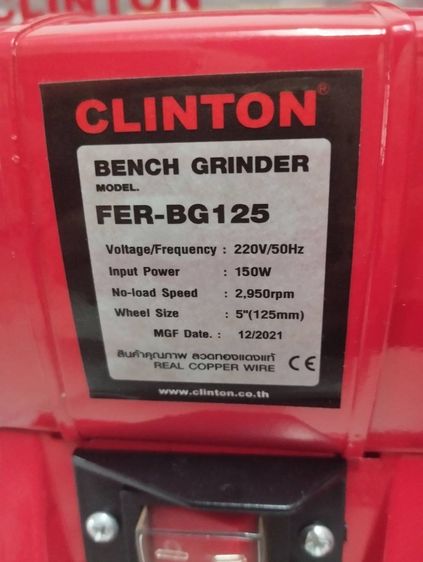 CLINTON®
BENCH GRINDER
MODEL.
FER-BG125
Voltage/Frequency : 220V/50Hz
Input Power : 150W
No-load Speed : 2,950rpm
Wheel Size : 5"(125mm)
MGF Date. : 12/2021
สินค้าคุณภาพ ลวดทองแดงแท้
REAL COPPER WIRE CE
www.clinton.co.th